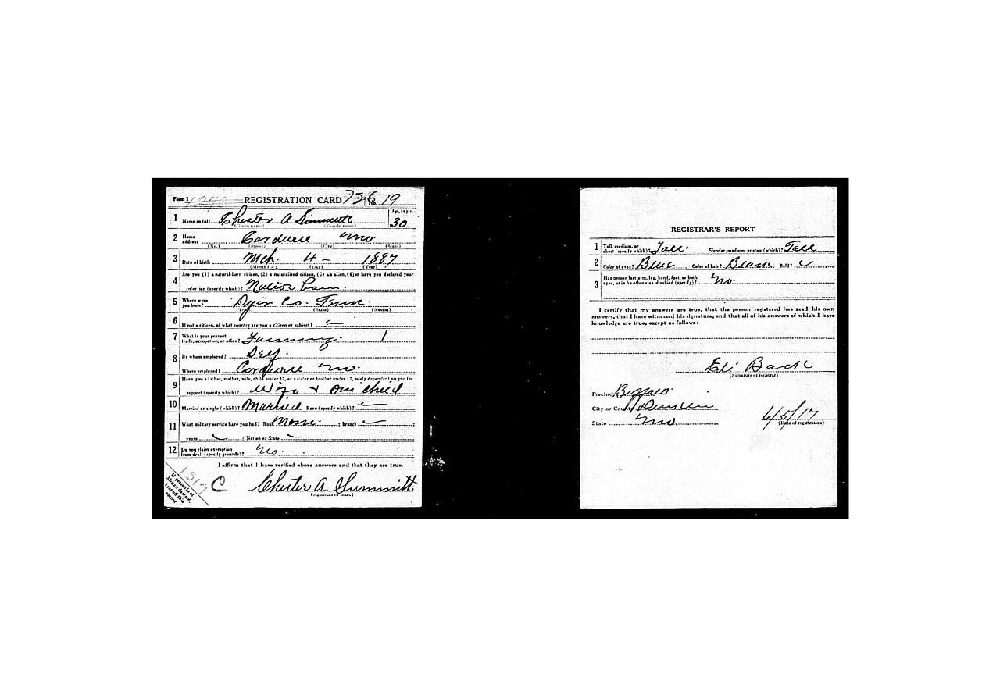 Form 1 REGISTRATION CARD 756 No. 19
1 Name in full Chester A Summitt Age, in yrs. 30
(Given name) (Family name)
2 Home address Cardwell Mo
(No.) (Street) (City) (State)
3 Date of birth Mch. 4 - 1887
(Month) (Day) (Year)
4 Are you (1) a natural-born citizen, (2) a naturalized citizen, (3) an alien, (4) or have you declared your
intention (specify which)?
5 Where were you born? Dyer Co. Tenn.
(Town) (State) (Nation)
6 If not a citizen, of what country are you a citizen or subject?
7 What is your present trade, occupation, or office? Farming. 1
8 By whom employed? Self.
Where employed? Cardwell Mo.
9 Have you a father, mother, wife, child under 12, or a sister or brother under 12, solely dependent on you for
support (specify which)? Wife + One child
10 Married or single (which)? Married. Race (specify which)?
11 What military service have you had? Rank None. ; branch ;
years ; Nation or State
12 Do you claim exemption from draft (specify grounds)? No.
I affirm that I have verified above answers and that they are true.
1517 C Chester A. Summitt.
(Signature or mark)
If person is of
African descent,
tear off this
corner
REGISTRAR'S REPORT
1 Tall, medium, or short (specify which)? Tall. Slender, medium, or stout (which)? Tall
2 Color of eyes? Blue Color of hair? Black. Bald?
3 Has person lost arm, leg, hand, foot, or both
eyes, or is he otherwise disabled (specify)? No.
I certify that my answers are true, that the person registered has read his own
answers, that I have witnessed his signature, and that all of his answers of which I have
knowledge are true, except as follows:
Eli Back
(Signature of registrar)
Precinct Buffalo
City or County Dunklin
State Mo. 6/5/17
(Date of registration)